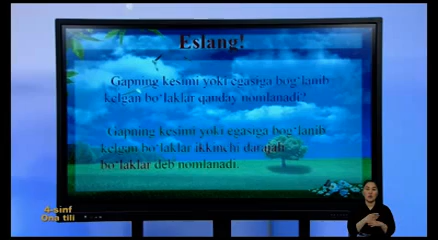 Eslang!
Gapning kesimi yoki egasiga bog‘lanib
kelgan bo‘laklar qanday nomlanadi?
Gapning kesimi yoki egasiga bog‘lanib
kelgan bo‘laklar ikkinchi darajali
bo‘laklar deb nomlanadi.
4-sinf
Ona tili